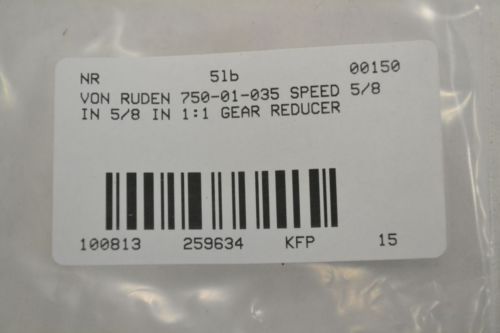 NR 5lb 00150
VON RUDEN 750-01-035 SPEED 5/8
IN 5/8 IN 1:1 GEAR REDUCER
100813 259634 KFP 15